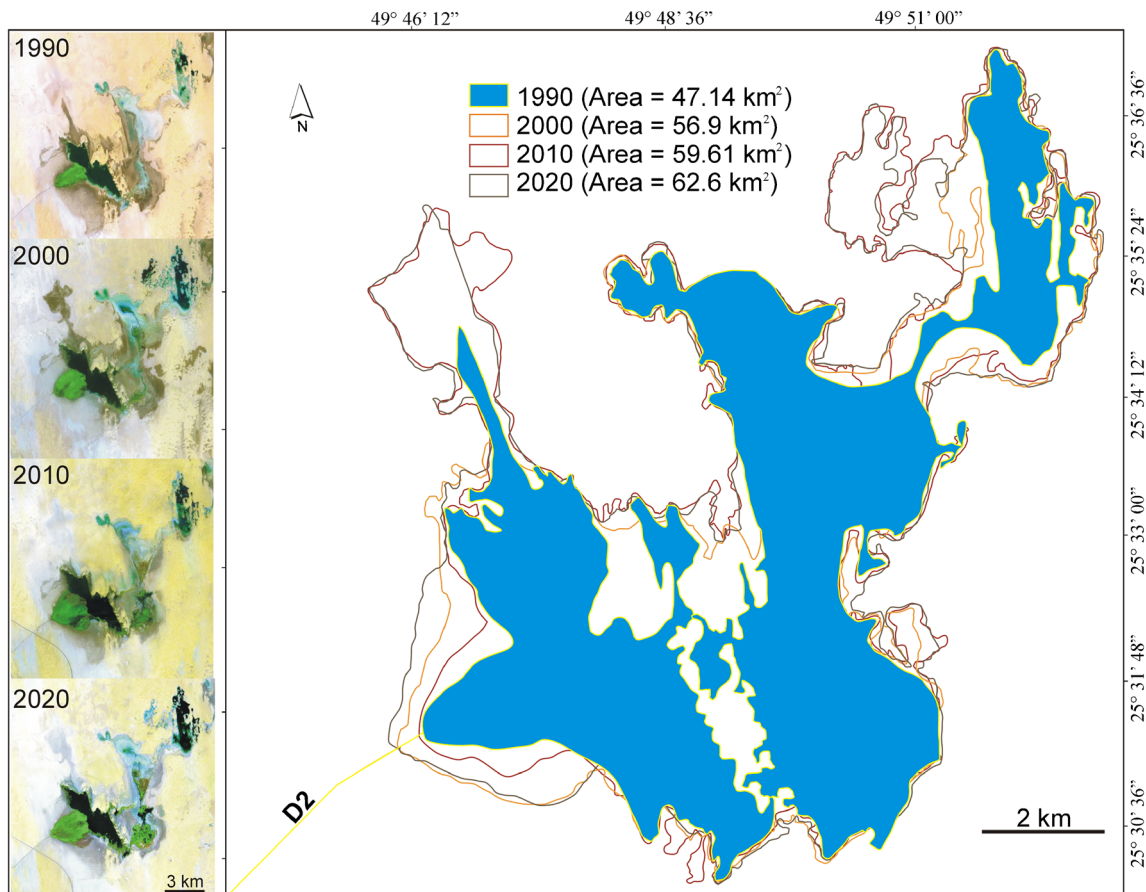 49° 46’ 12”
49° 48’ 36”
49° 51’ 00”
1990
2000
2010
2020
3 km
N
1990 (Area = 47.14 km²)
2000 (Area = 56.9 km²)
2010 (Area = 59.61 km²)
2020 (Area = 62.6 km²)
D2
2 km
25° 36’ 36”
25° 35’ 24”
25° 34’ 12”
25° 33’ 00”
25° 31’ 48”
25° 30’ 36”